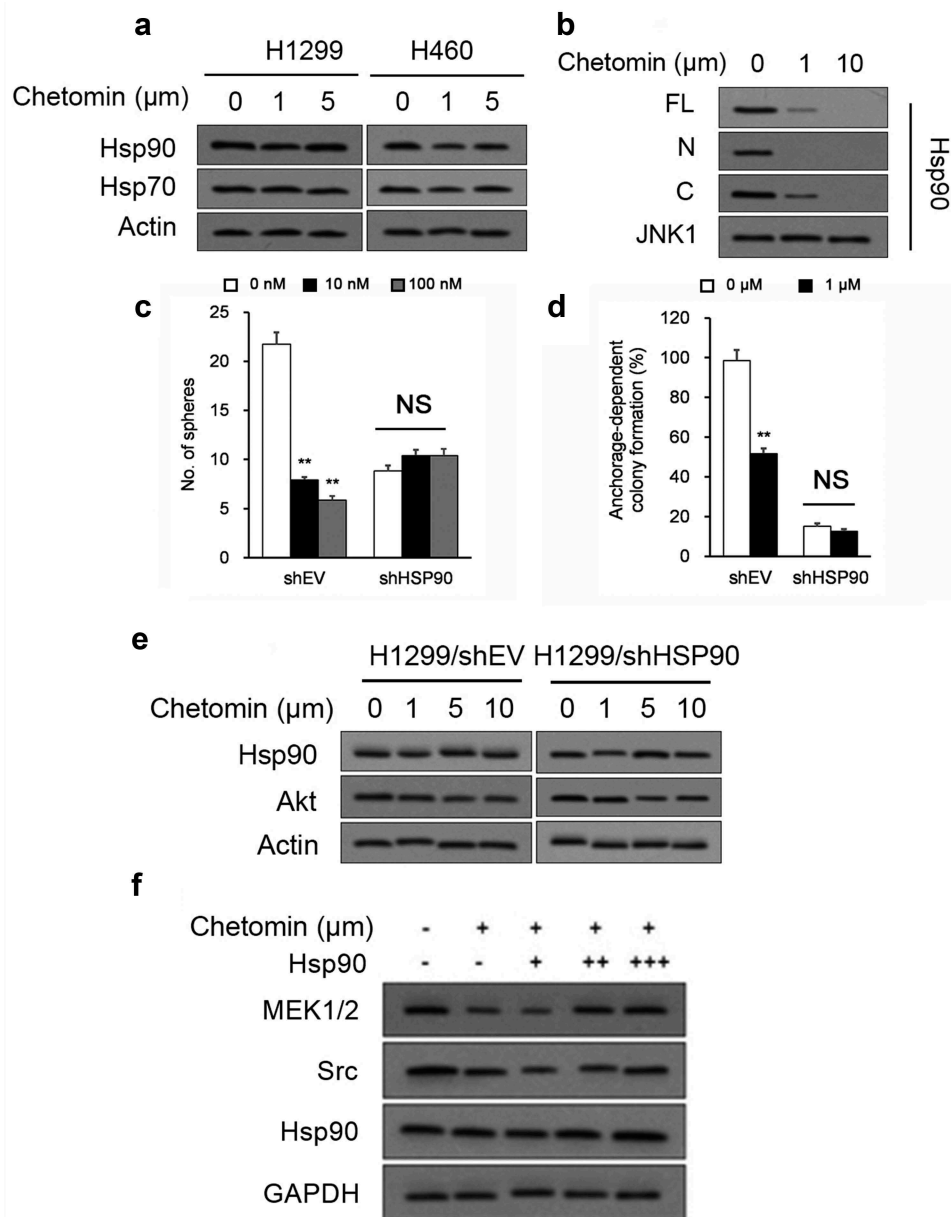 a
H1299
H460
Chetomin (µm) 0 1 5 0 1 5
Hsp90
Hsp70
Actin
b
Chetomin (µm) 0 1 10
FL
N
C
JNK1
Hsp90
c
0 nM 10 nM 100 nM
No. of spheres
25
20
15
10
5
0
** **
NS
shEV shHSP90
d
0 µM 1 µM
Anchorage-dependent
colony formation (%)
120
100
80
60
40
20
0
**
NS
shEV shHSP90
e
H1299/shEV H1299/shHSP90
Chetomin (µm) 0 1 5 10 0 1 5 10
Hsp90
Akt
Actin
f
Chetomin (µm) - + + + +
Hsp90 - - + ++ +++
MEK1/2
Src
Hsp90
GAPDH